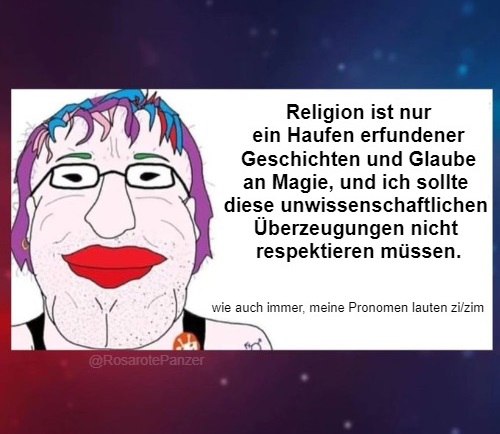 Religion ist nur
ein Haufen erfundener
Geschichten und Glaube
an Magie, und ich sollte
diese unwissenschaftlichen
Überzeugungen nicht
respektieren müssen.
wie auch immer, meine Pronomen lauten zi/zim
@RosarotePanzer